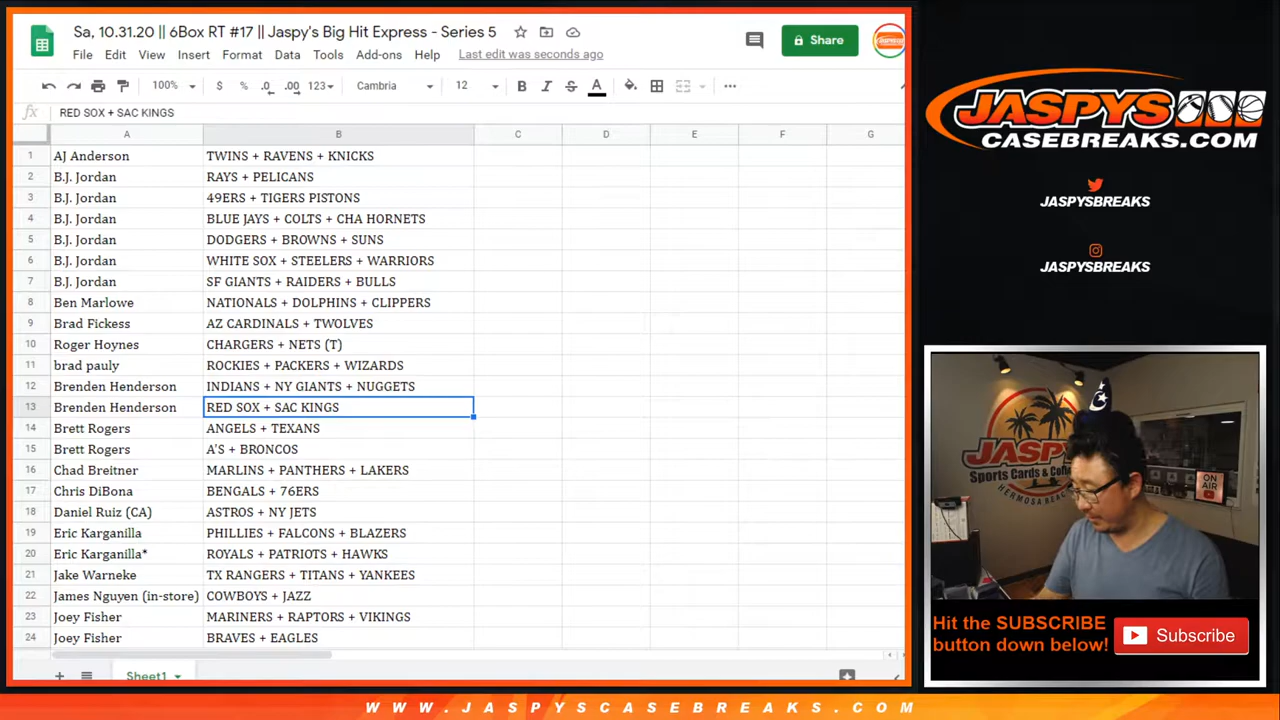 Sa, 10.31.20 || 6Box RT #17 || Jaspy's Big Hit Express - Series 5
Share
File Edit View Insert Format Data Tools Add-ons Help Last edit was seconds ago
100% $ % .0 .00 123 Cambria 12 B I S A
fx RED SOX + SAC KINGS
A B C D E F G
1 AJ Anderson TWINS + RAVENS + KNICKS
2 B.J. Jordan RAYS + PELICANS
3 B.J. Jordan 49ERS + TIGERS PISTONS
4 B.J. Jordan BLUE JAYS + COLTS + CHA HORNETS
5 B.J. Jordan DODGERS + BROWNS + SUNS
6 B.J. Jordan WHITE SOX + STEELERS + WARRIORS
7 B.J. Jordan SF GIANTS + RAIDERS + BULLS
8 Ben Marlowe NATIONALS + DOLPHINS + CLIPPERS
9 Brad Fickess AZ CARDINALS + TWOLVES
10 Roger Hoynes CHARGERS + NETS (T)
11 brad pauly ROCKIES + PACKERS + WIZARDS
12 Brenden Henderson INDIANS + NY GIANTS + NUGGETS
13 Brenden Henderson RED SOX + SAC KINGS
14 Brett Rogers ANGELS + TEXANS
15 Brett Rogers A'S + BRONCOS
16 Chad Breitner MARLINS + PANTHERS + LAKERS
17 Chris DiBona BENGALS + 76ERS
18 Daniel Ruiz (CA) ASTROS + NY JETS
19 Eric Karganilla PHILLIES + FALCONS + BLAZERS
20 Eric Karganilla* ROYALS + PATRIOTS + HAWKS
21 Jake Warneke TX RANGERS + TITANS + YANKEES
22 James Nguyen (in-store) COWBOYS + JAZZ
23 Joey Fisher MARINERS + RAPTORS + VIKINGS
24 Joey Fisher BRAVES + EAGLES
Sheet1
JASPYS
CASEBREAKS.COM
JASPYSBREAKS
JASPYSBREAKS
JASPY'S
Sports Cards & Co
HERMOSA BEACH
ON AIR
Hit the SUBSCRIBE
button down below!
Subscribe
WWW.JASPYSCASEBREAKS.COM